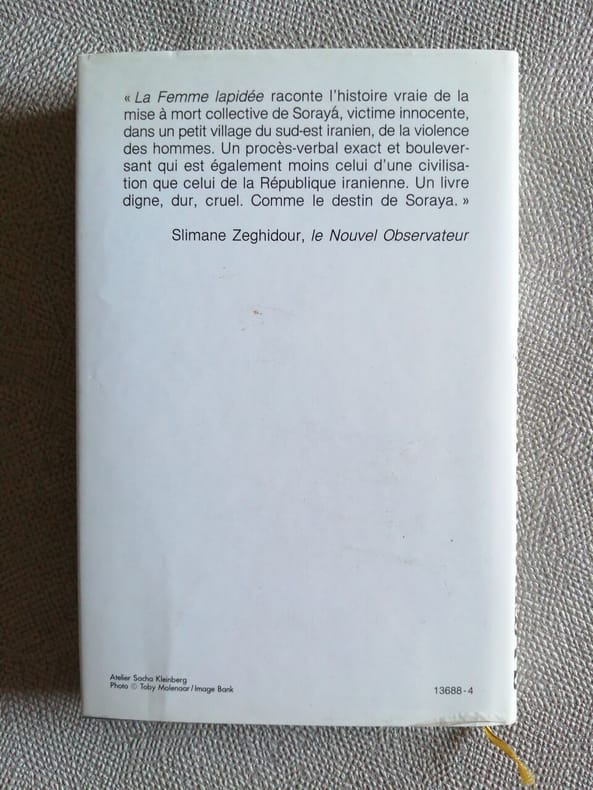 « La Femme lapidée raconte l'histoire vraie de la
mise à mort collective de Sorayá, victime innocente,
dans un petit village du sud-est iranien, de la violence
des hommes. Un procès-verbal exact et boulever-
sant qui est également moins celui d'une civilisa-
tion que celui de la République iranienne. Un livre
digne, dur, cruel. Comme le destin de Soraya. »
Slimane Zeghidour, le Nouvel Observateur
Atelier Sacha Kleinberg
Photo © Toby Molenaar/Image Bank
13688-4